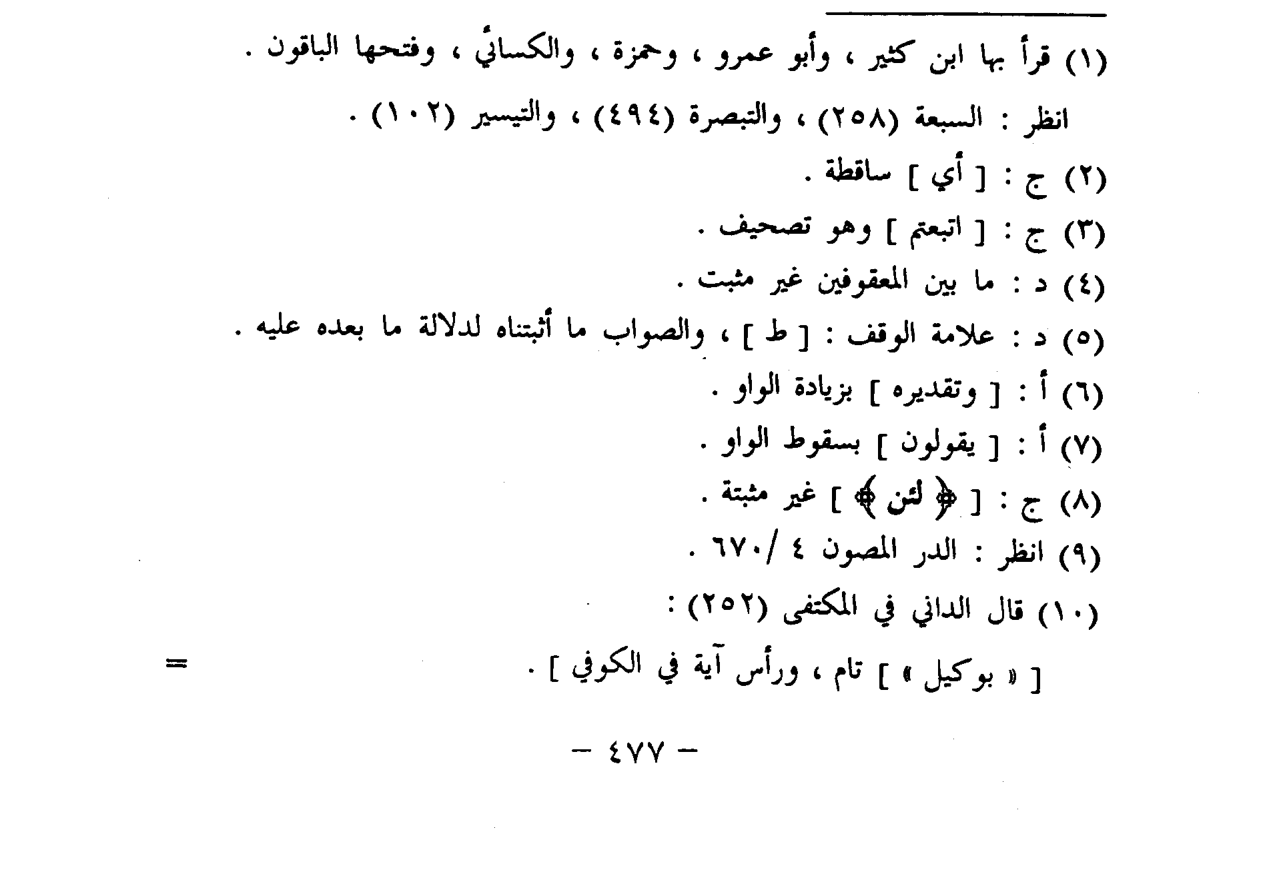 (١) قرأ بها ابن كثير ، وأبو عمرو ، وحمزة ، والكسائي ، وفتحها الباقون .
انظر : السبعة (٢٥٨) ، والتبصرة (٤٩٤) ، والتيسير (١٠٢) .
(٢) ج : [ أي ] ساقطة .
(٣) ج : [ اتبعتم ] وهو تصحيف .
(٤) د : ما بين المعقوفين غير مثبت .
(٥) د : علامة الوقف : [ ط ] ، والصواب ما أثبتناه لدلالة ما بعده عليه .
(٦) أ : [ وتقديره ] بزيادة الواو .
(٧) أ : [ يقولون ] بسقوط الواو .
(٨) ج : [ ﴿ لئن ﴾ ] غير مثبتة .
(٩) انظر : الدر المصون ٤ /٦٧٠ .
(١٠) قال الداني في المكتفى (٢٥٢) :
[ « بوكيل » ] تام ، ورأس آية في الكوفي ] . =
– ٤٧٧ –